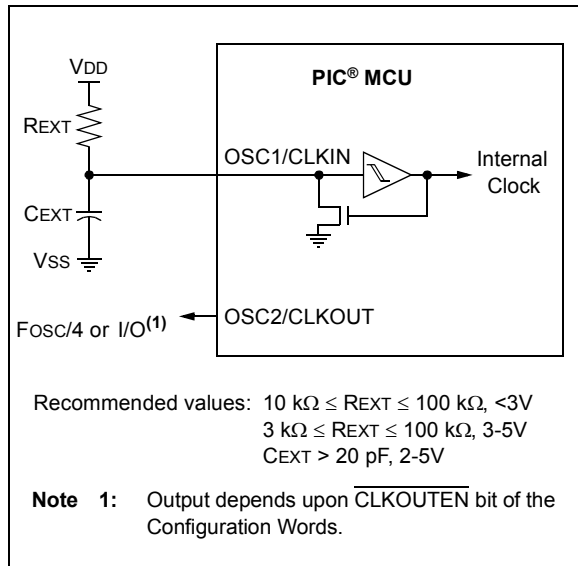 VDD
PIC® MCU
REXT
OSC1/CLKIN
Internal
Clock
CEXT
VSS
OSC2/CLKOUT
FOSC/4 or I/O(1)
Recommended values: 10 kΩ ≤ REXT ≤ 100 kΩ, <3V
3 kΩ ≤ REXT ≤ 100 kΩ, 3-5V
CEXT > 20 pF, 2-5V
Note 1: Output depends upon CLKOUTEN bit of the
Configuration Words.